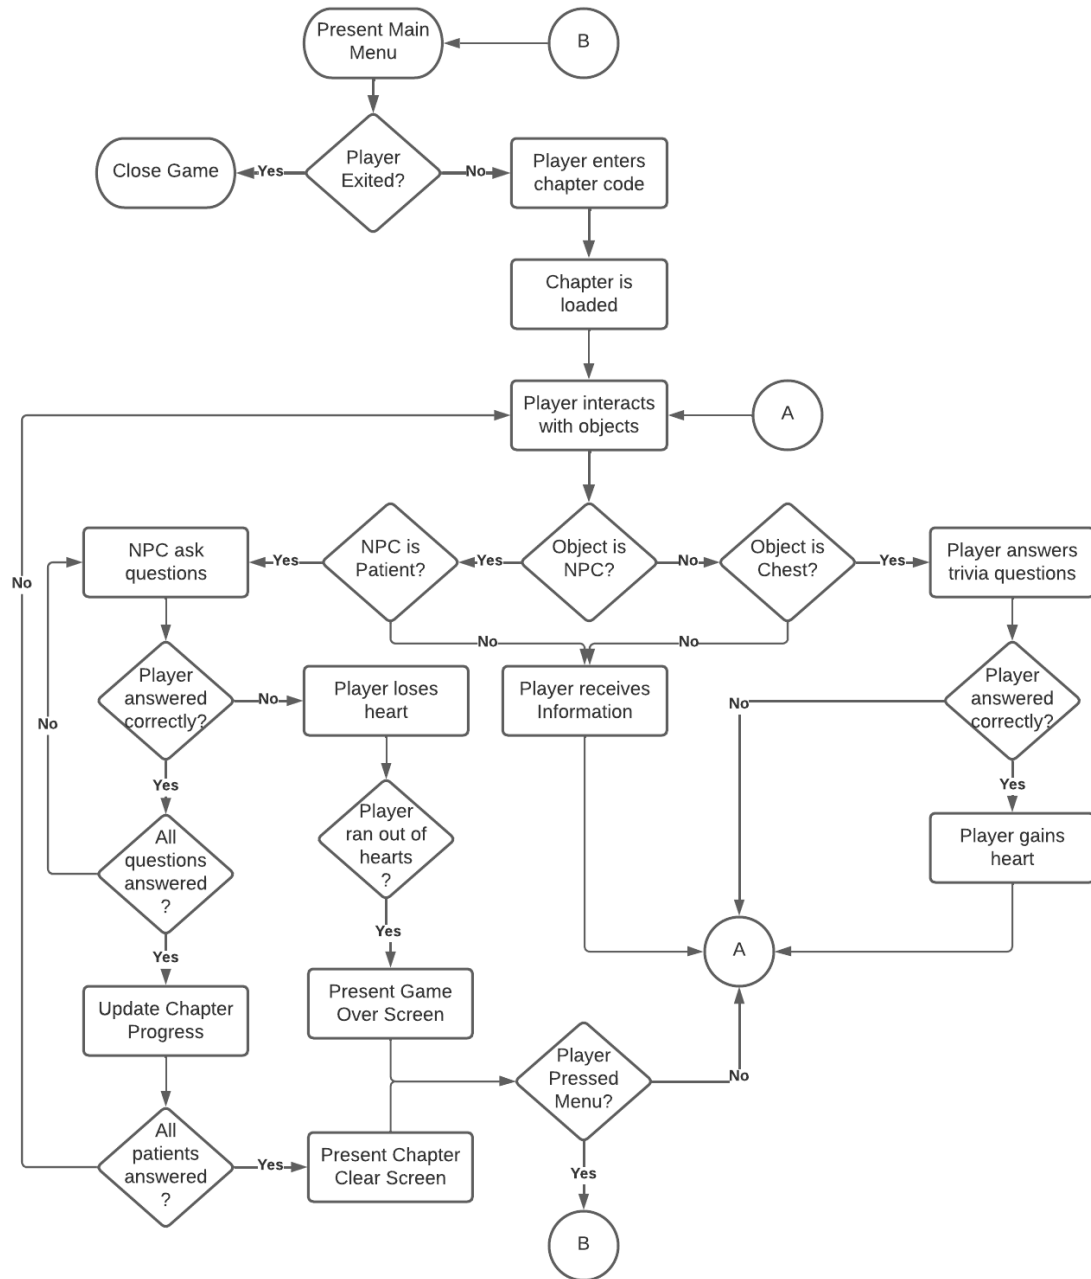 Present Main
Menu
B
Player
Exited?
Yes
Close Game
No
Player enters
chapter code
Chapter is
loaded
Player interacts
with objects
A
Object is
NPC?
Yes
NPC is
Patient?
Yes
NPC ask
questions
No
Object is
Chest?
Yes
Player answers
trivia questions
No
No
No
Player receives
Information
Player
answered
correctly?
No
Player loses
heart
No
Yes
No
Player
answered
correctly?
Yes
Player gains
heart
All
questions
answered
?
Player
ran out of
hearts
?
Yes
Yes
A
Update Chapter
Progress
Present Game
Over Screen
Player
Pressed
Menu?
No
All
patients
answered
?
Yes
Present Chapter
Clear Screen
Yes
B